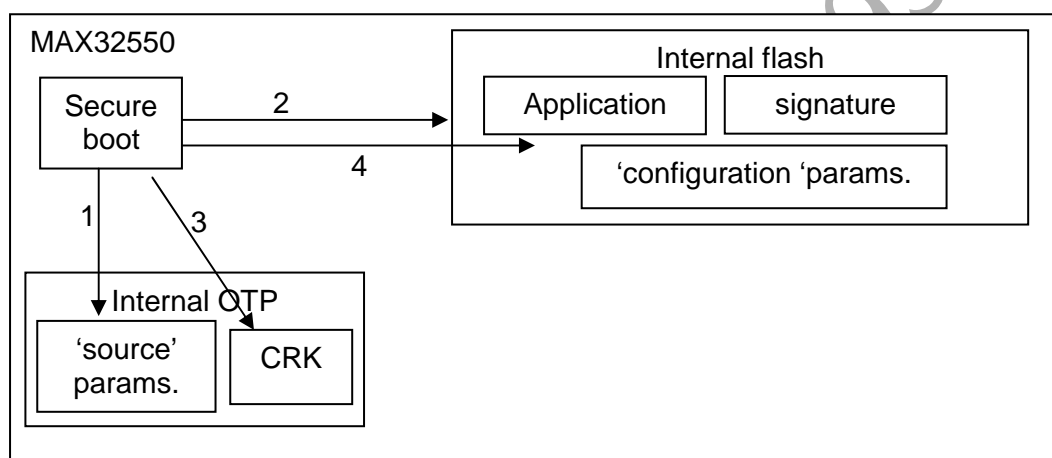 MAX32550
Internal flash
Secure
boot
2
Application
signature
4
'configuration 'params.
1
3
Internal OTP
'source'
params.
CRK